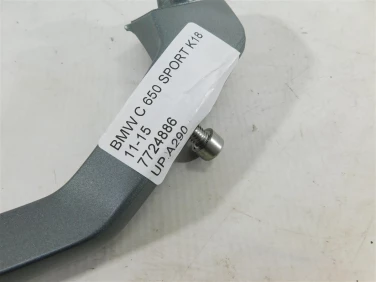 BMW C 650 SPORT K18
11-15
7724886
UP A290